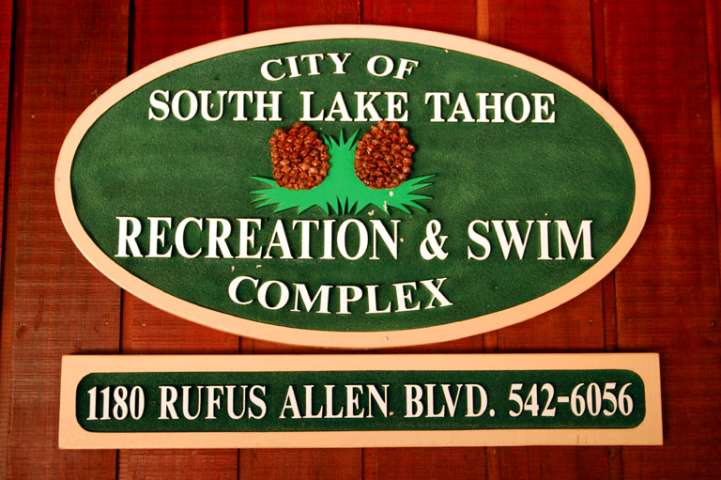 CITY OF
SOUTH LAKE TAHOE
RECREATION & SWIM
COMPLEX
1180 RUFUS ALLEN BLVD. 542-6056